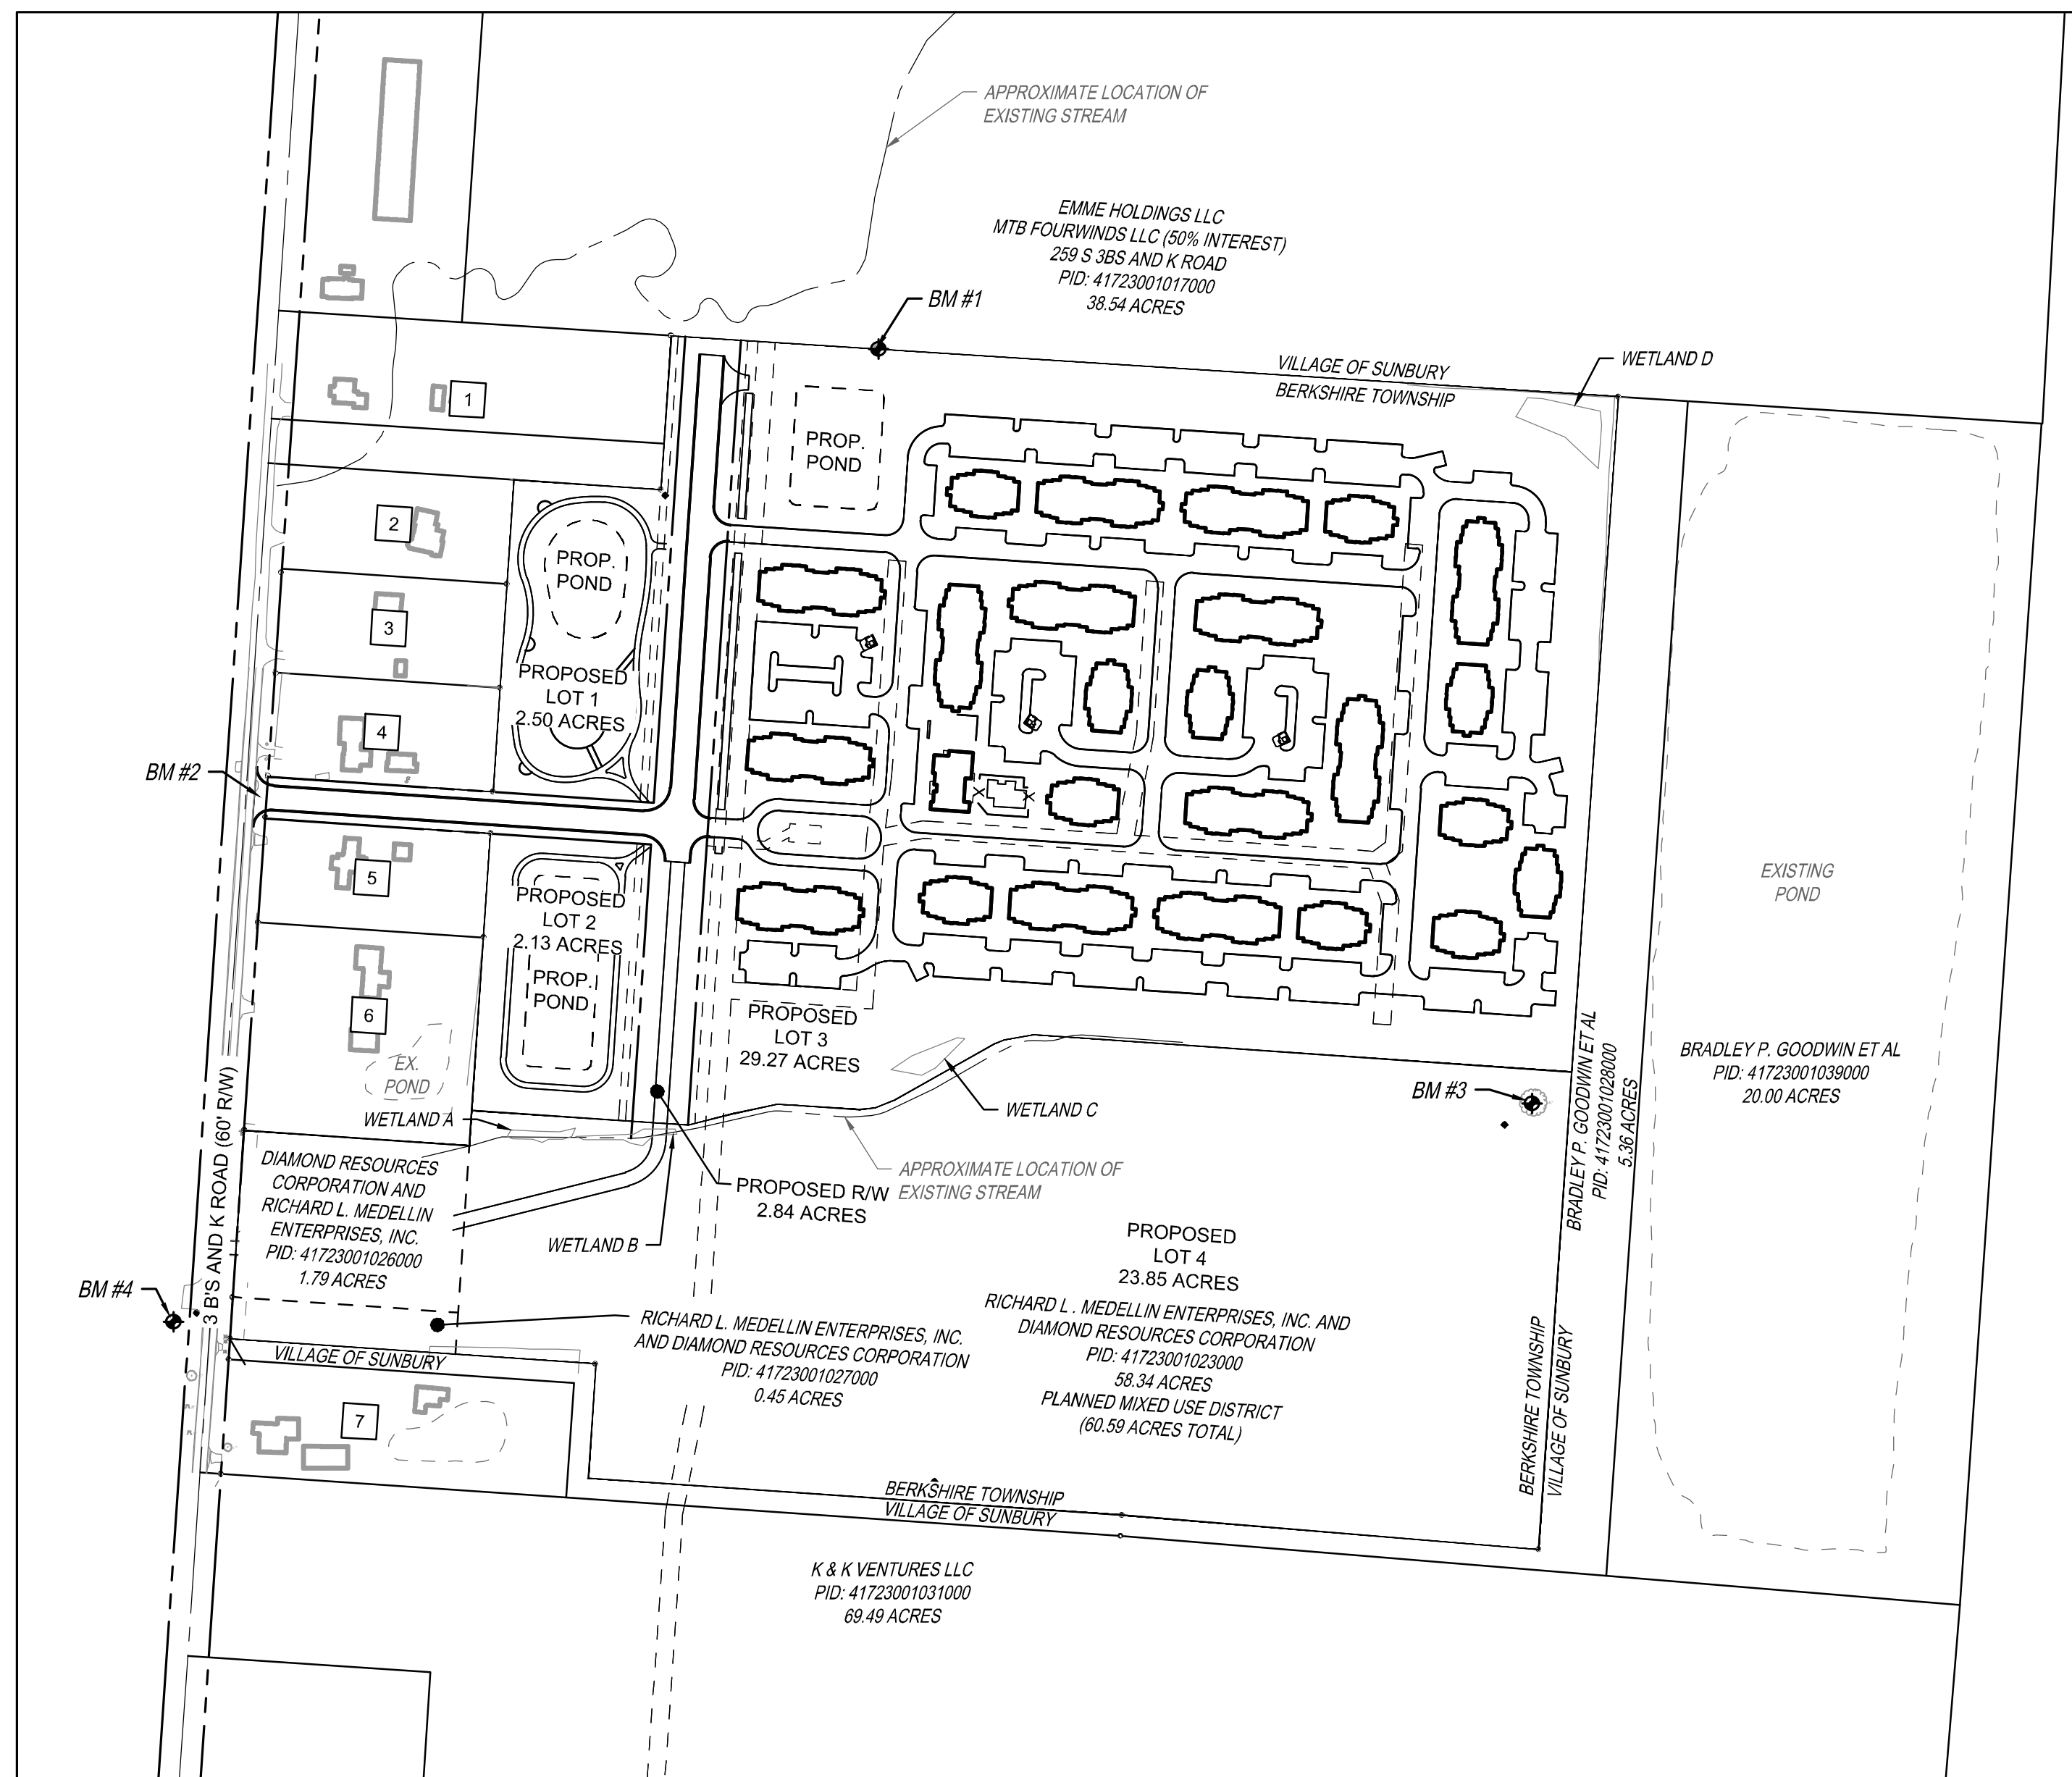 APPROXIMATE LOCATION OF
EXISTING STREAM
EMME HOLDINGS LLC
MTB FOURWINDS LLC (50% INTEREST)
259 S 3BS AND K ROAD
PID: 41723001017000
38.54 ACRES
BM #1
VILLAGE OF SUNBURY
BERKSHIRE TOWNSHIP
WETLAND D
1
PROP.
POND
2
PROP.
POND
3
PROPOSED
LOT 1
2.50 ACRES
4
BM #2
5
PROPOSED
LOT 2
2.13 ACRES
PROP.
POND
6
EX.
POND
EXISTING
POND
PROPOSED
LOT 3
29.27 ACRES
BRADLEY P. GOODWIN ET AL
PID: 41723001028000
5.36 ACRES
BRADLEY P. GOODWIN ET AL
PID: 41723001039000
20.00 ACRES
BM #3
WETLAND C
WETLAND A
3 B'S AND K ROAD (60' R/W)
DIAMOND RESOURCES
CORPORATION AND
RICHARD L. MEDELLIN
ENTERPRISES, INC.
PID: 41723001026000
1.79 ACRES
APPROXIMATE LOCATION OF
EXISTING STREAM
PROPOSED R/W
2.84 ACRES
WETLAND B
PROPOSED
LOT 4
23.85 ACRES
BM #4
RICHARD L. MEDELLIN ENTERPRISES, INC.
AND DIAMOND RESOURCES CORPORATION
PID: 41723001027000
0.45 ACRES
RICHARD L . MEDELLIN ENTERPRISES, INC. AND
DIAMOND RESOURCES CORPORATION
PID: 41723001023000
58.34 ACRES
PLANNED MIXED USE DISTRICT
(60.59 ACRES TOTAL)
BERKSHIRE TOWNSHIP
VILLAGE OF SUNBURY
VILLAGE OF SUNBURY
7
BERKSHIRE TOWNSHIP
VILLAGE OF SUNBURY
K & K VENTURES LLC
PID: 41723001031000
69.49 ACRES